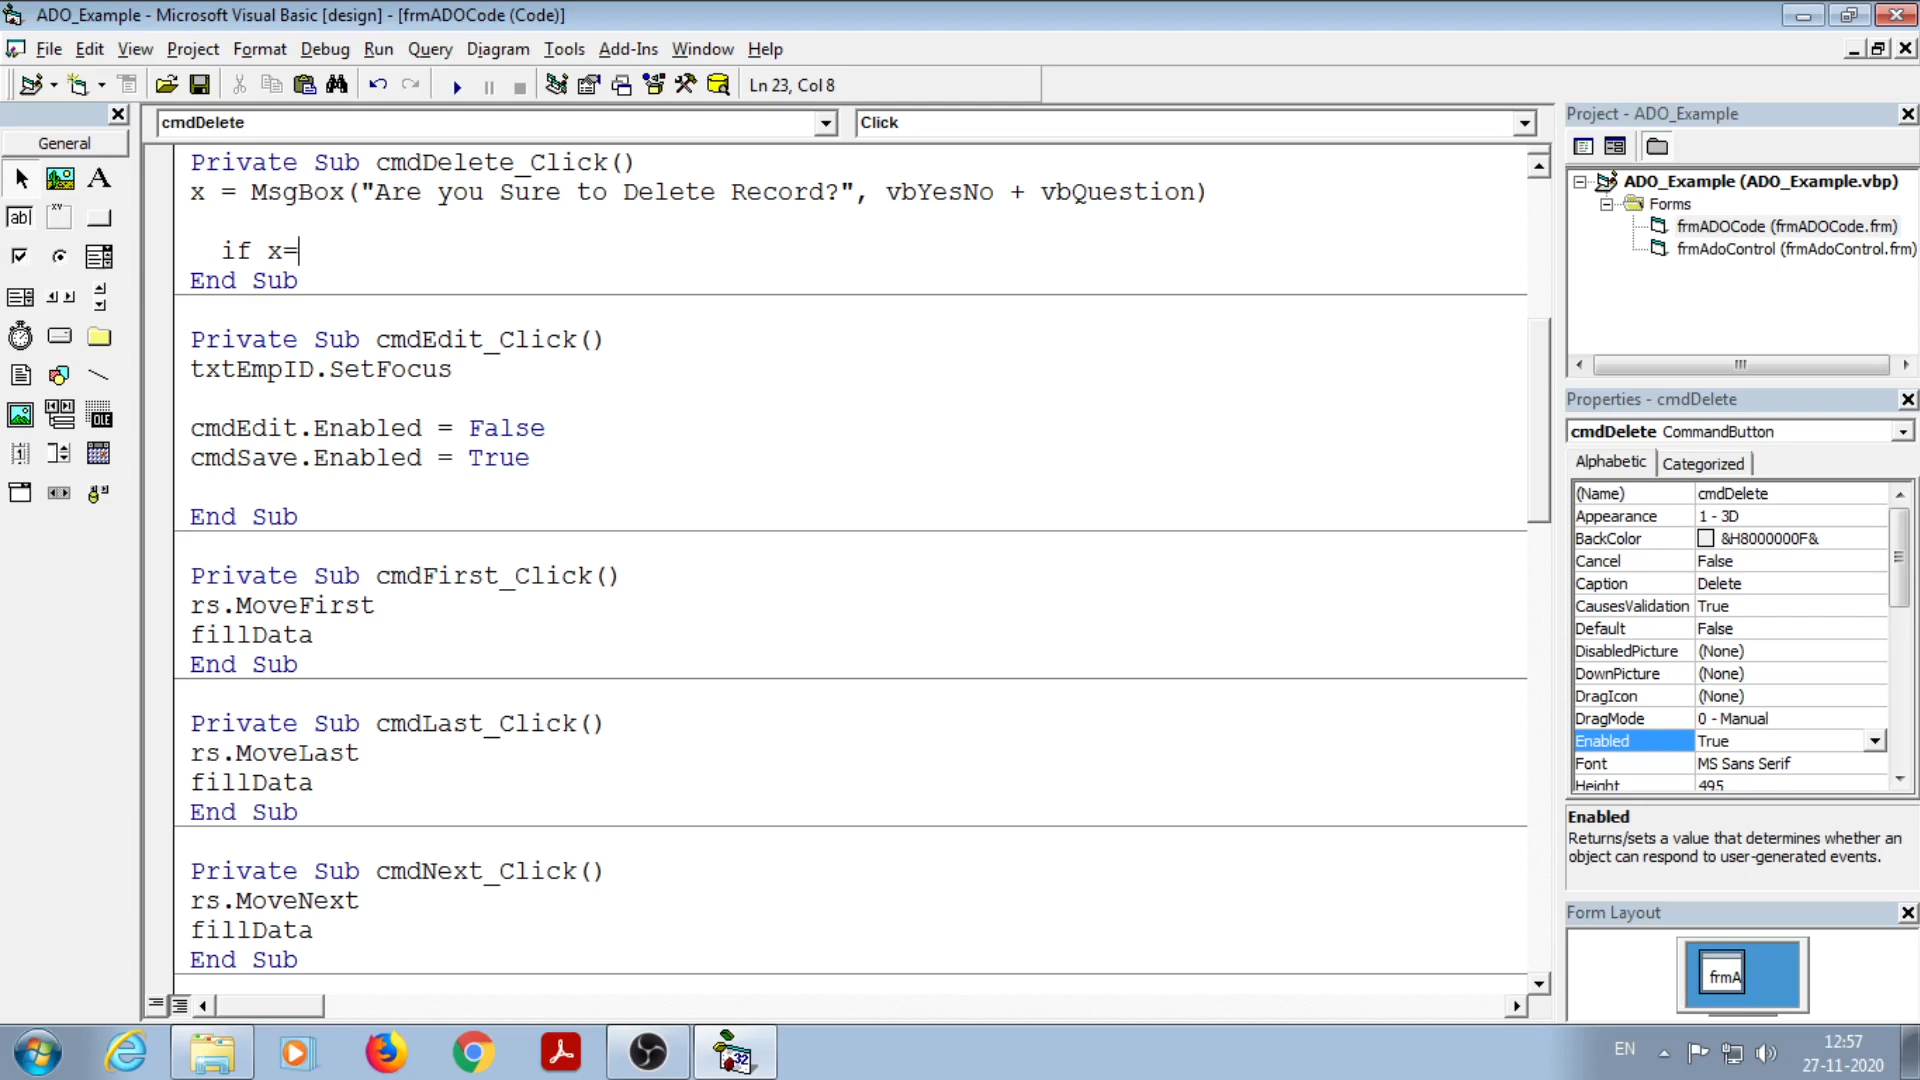 ADO_Example - Microsoft Visual Basic [design] - [frmADOCode (Code)]
File Edit View Project Format Debug Run Query Diagram Tools Add-Ins Window Help
Ln 23, Col 8
General
cmdDelete Click
Private Sub cmdDelete_Click()
x = MsgBox("Are you Sure to Delete Record?", vbYesNo + vbQuestion)
if x=
End Sub
Private Sub cmdEdit_Click()
txtEmpID.SetFocus
cmdEdit.Enabled = False
cmdSave.Enabled = True
End Sub
Private Sub cmdFirst_Click()
rs.MoveFirst
fillData
End Sub
Private Sub cmdLast_Click()
rs.MoveLast
fillData
End Sub
Private Sub cmdNext_Click()
rs.MoveNext
fillData
End Sub
Project - ADO_Example
ADO_Example (ADO_Example.vbp)
Forms
frmADOCode (frmADOCode.frm)
frmAdoControl (frmAdoControl.frm)
Properties - cmdDelete
cmdDelete CommandButton
Alphabetic Categorized
(Name) cmdDelete
Appearance 1 - 3D
BackColor &H8000000F&
Cancel False
Caption Delete
CausesValidation True
Default False
DisabledPicture (None)
DownPicture (None)
DragIcon (None)
DragMode 0 - Manual
Enabled True
Font MS Sans Serif
Height 495
Enabled
Returns/sets a value that determines whether an
object can respond to user-generated events.
Form Layout
frmA
EN
12:57
27-11-2020